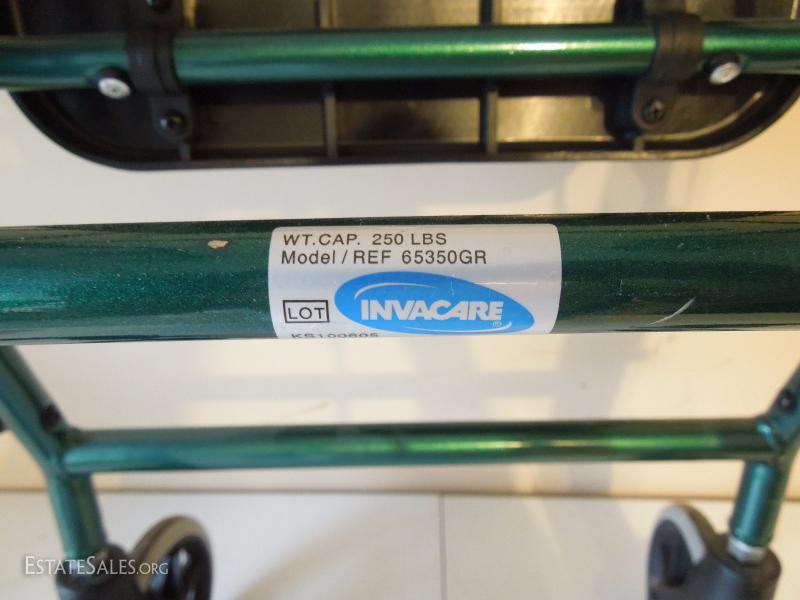 WT.CAP. 250 LBS
Model/REF 65350GR
LOT
INVACARE®
ESTATESALES.ORG